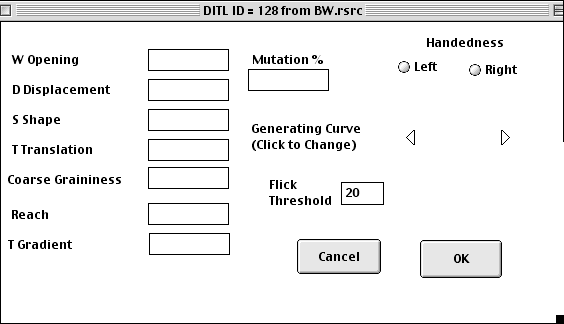 DITL ID = 128 from BW.rsrc
W Opening
D Displacement
S Shape
T Translation
Coarse Graininess
Reach
T Gradient
Mutation %
Handedness
Left
Right
Generating Curve
(Click to Change)
Flick
Threshold
20
Cancel
OK